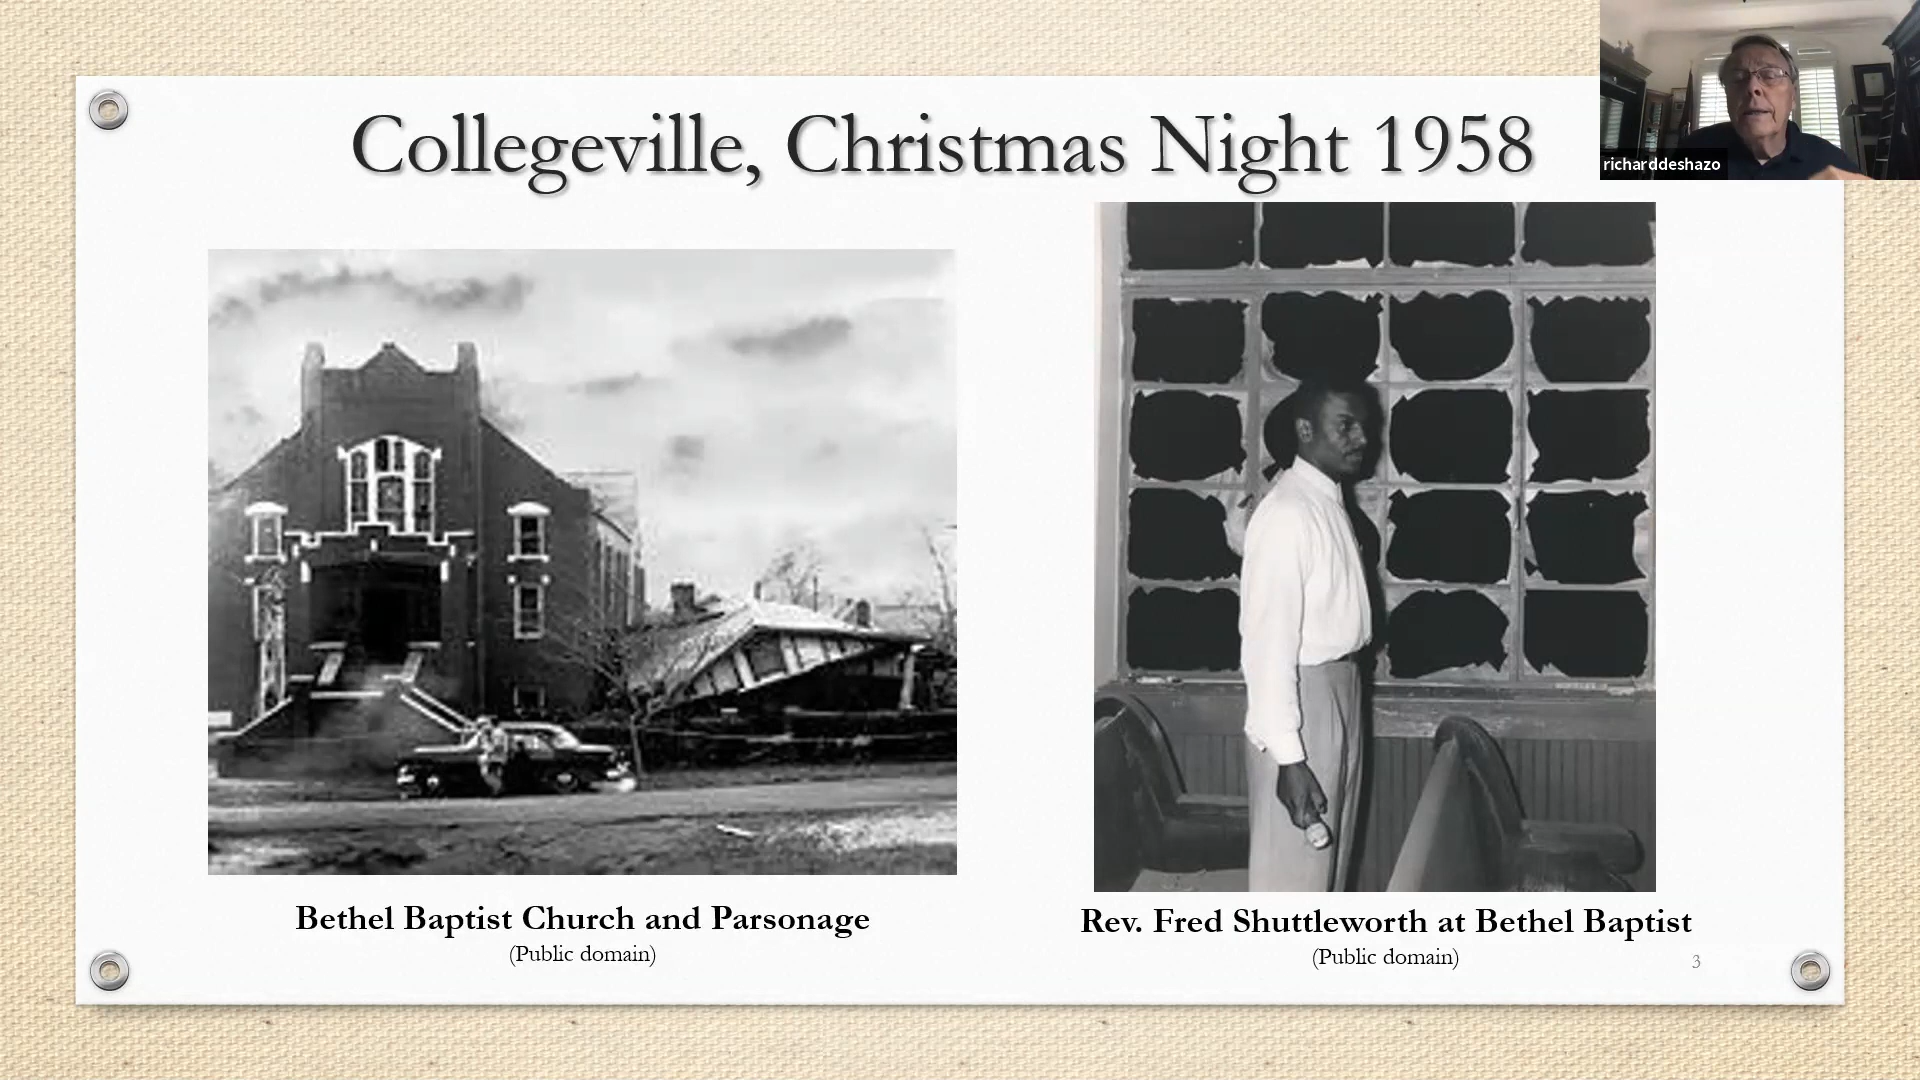 Collegeville, Christmas Night 1958
richarddeshazo
Bethel Baptist Church and Parsonage
(Public domain)
Rev. Fred Shuttleworth at Bethel Baptist
(Public domain)
3